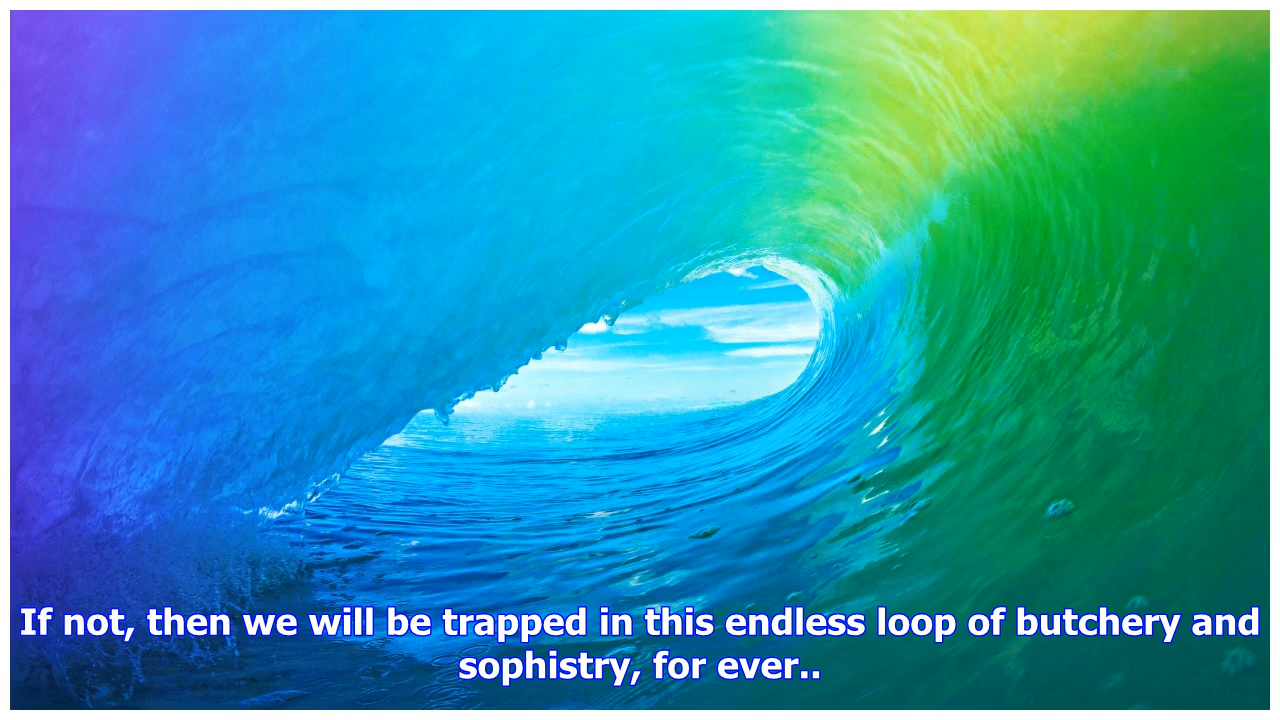 If not, then we will be trapped in this endless loop of butchery and
sophistry, for ever..